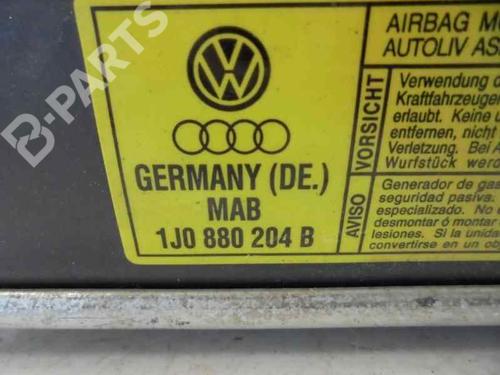 B-PARTS
VW
GERMANY (DE.)
MAB
1J0 880 204 B
AIRBAG
AUTOLIV
VORSICHT
Verwendung
Kraftfahrzeuge
erlaubt. Keine
entfernen, nicht
Verletzung. Bei
Wurfstück werd
AVISO
Generador de gas
seguridad pasiva.
especializado. No
desmontar ó montar
lesiones. Si la unida
convertirse en un ob